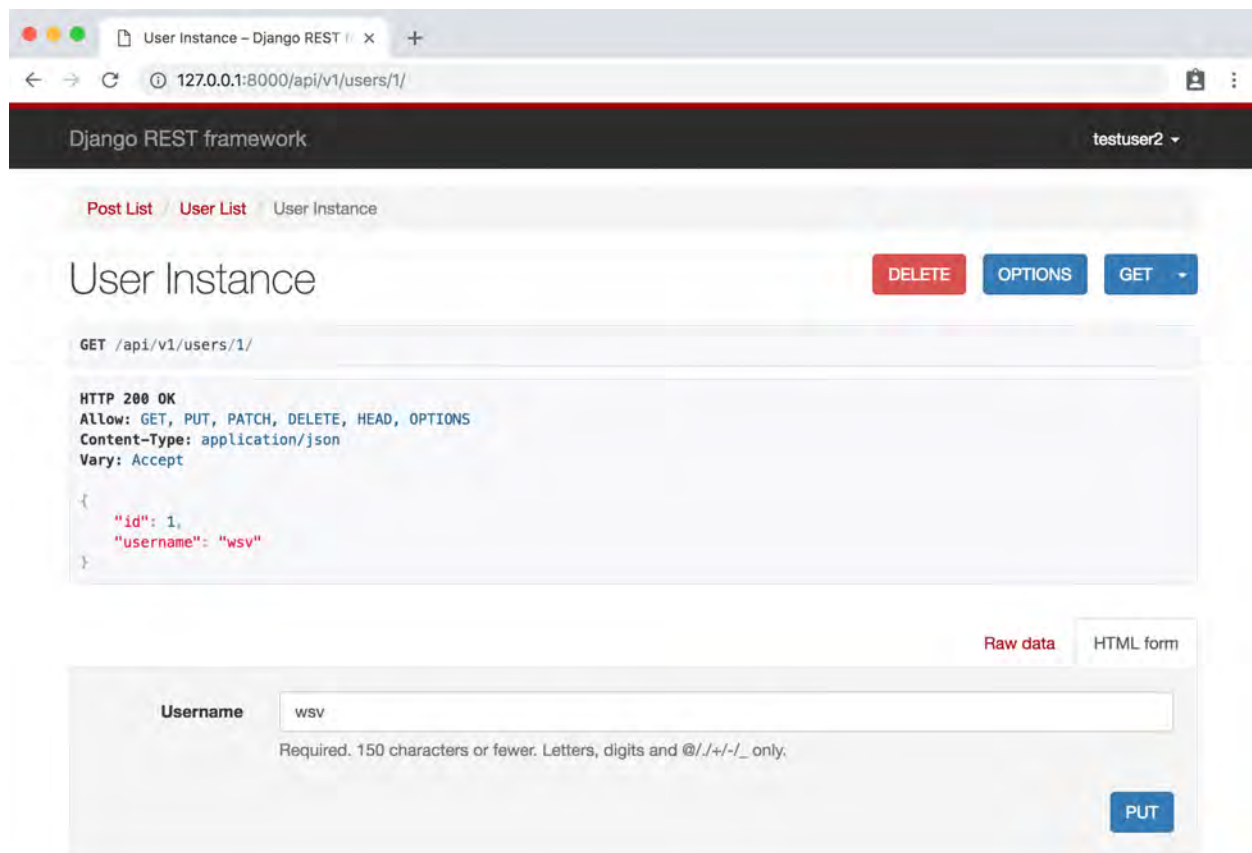 User Instance – Django REST
127.0.0.1:8000/api/v1/users/1/
Django REST framework testuser2
Post List / User List / User Instance
User Instance DELETE OPTIONS GET
GET /api/v1/users/1/
HTTP 200 OK
Allow: GET, PUT, PATCH, DELETE, HEAD, OPTIONS
Content-Type: application/json
Vary: Accept
{
"id": 1,
"username": "wsv"
}
Raw data HTML form
Username wsv
Required. 150 characters or fewer. Letters, digits and @/./+/-/_ only.
PUT